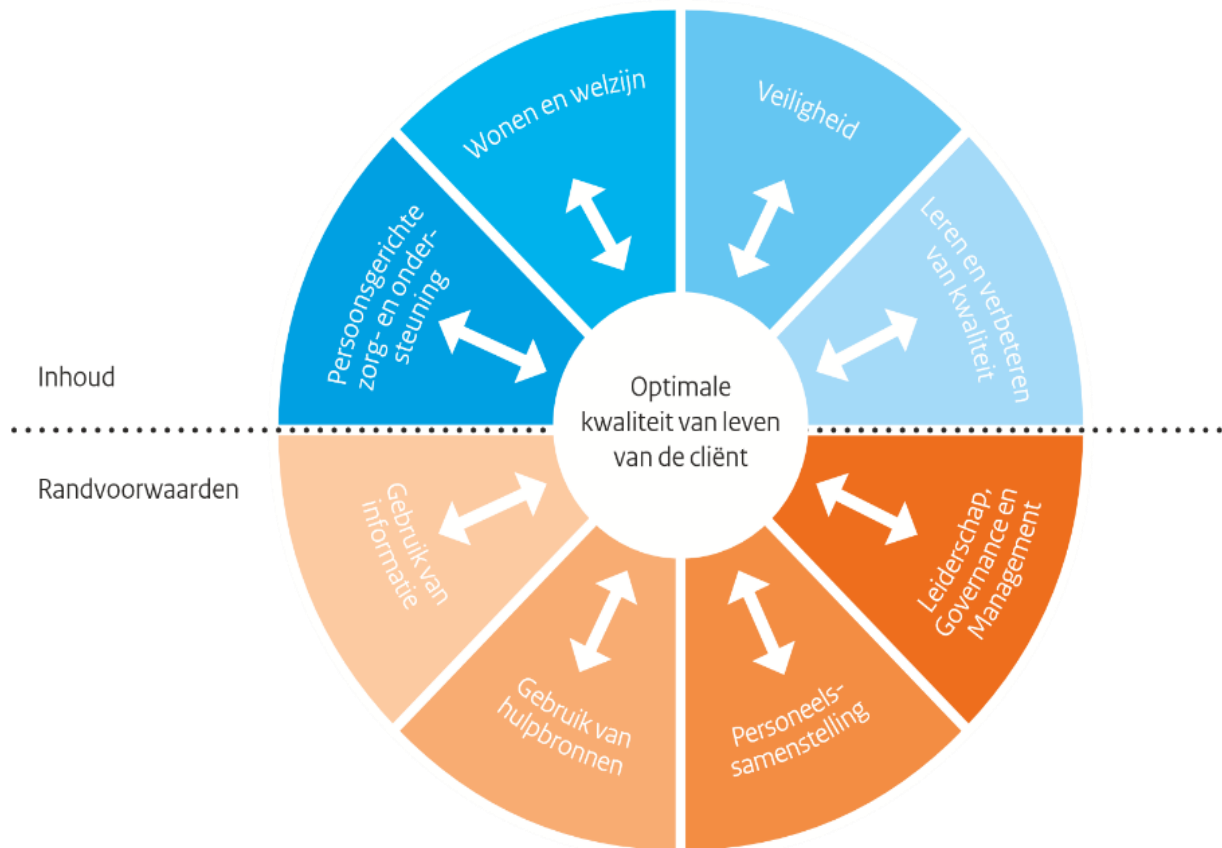 Wonen en welzijn
Veiligheid
Persoonsgerichte
zorg- en onder-
steuning
Leren en verbeteren
van kwaliteit
Inhoud
Optimale
kwaliteit van leven
van de cliënt
Randvoorwaarden
Gebruik van
informatie
Leiderschap,
Governance en
Management
Gebruik van
hulpbronnen
Personeels-
samenstelling